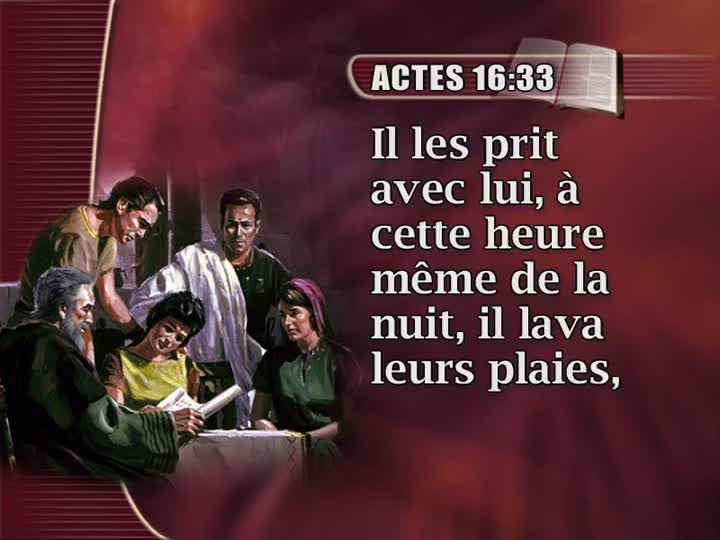 ACTES 16:33
Il les prit
avec lui, à
cette heure
même de la
nuit, il lava
leurs plaies,